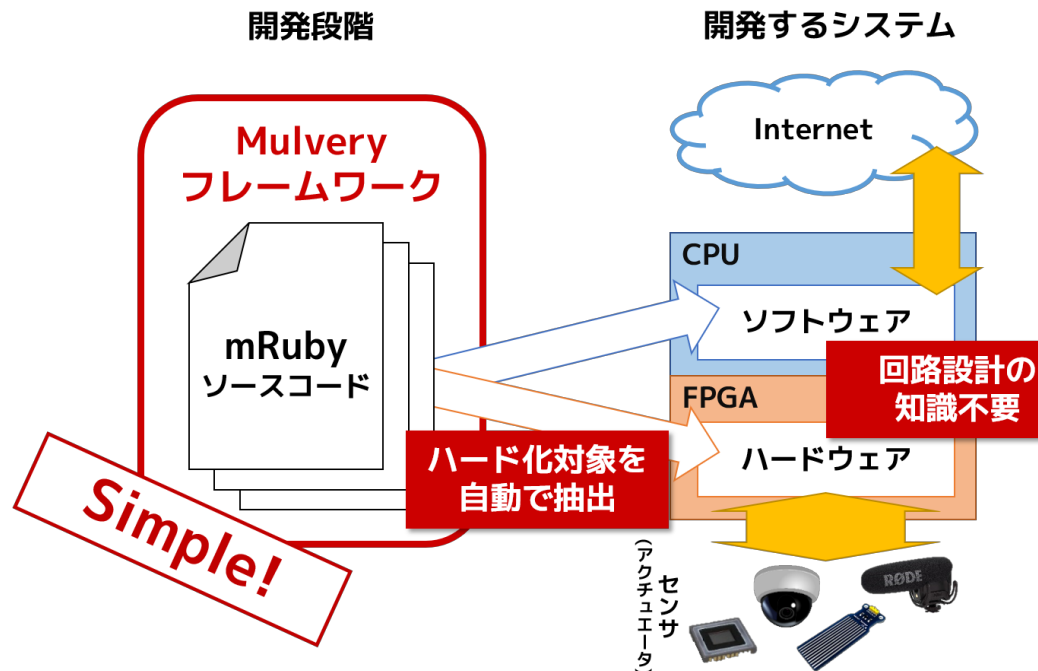 開発段階
開発するシステム
Mulvery
フレームワーク
mRuby
ソースコード
Simple!
ハード化対象を
自動で抽出
Internet
CPU
ソフトウェア
回路設計の
知識不要
FPGA
ハードウェア
センサ
(アクチュエータ)
RØDE